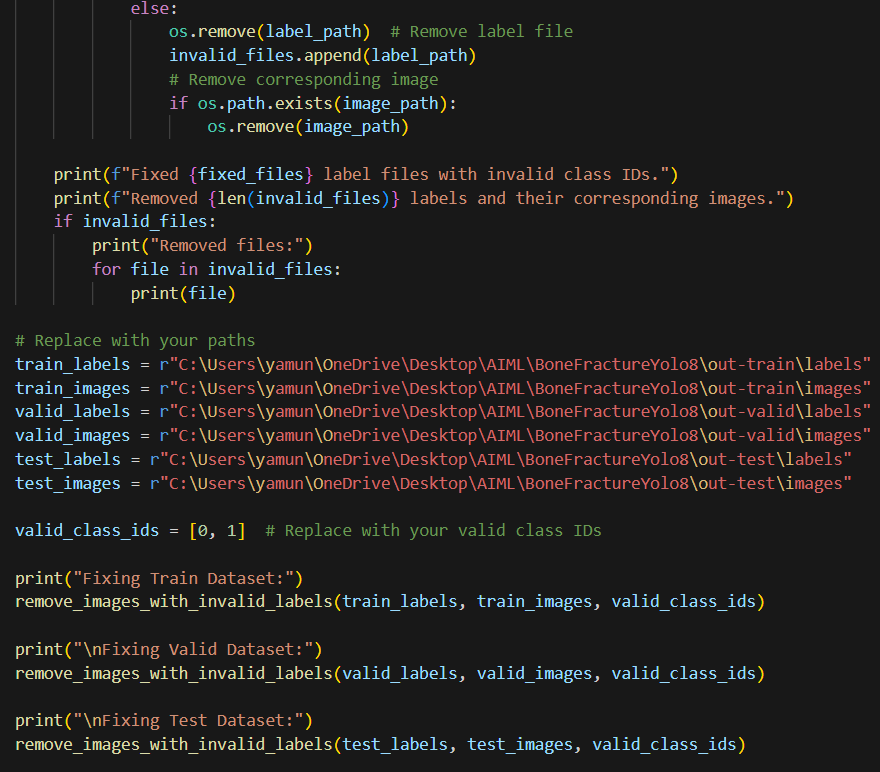 else:
os.remove(label_path)  # Remove label file
invalid_files.append(label_path)
# Remove corresponding image
if os.path.exists(image_path):
os.remove(image_path)
print(f"Fixed {fixed_files} label files with invalid class IDs.")
print(f"Removed {len(invalid_files)} labels and their corresponding images.")
if invalid_files:
print("Removed files:")
for file in invalid_files:
print(file)
# Replace with your paths
train_labels = r"C:\Users\yamun\OneDrive\Desktop\AIML\BoneFractureYolo8\out-train\labels"
train_images = r"C:\Users\yamun\OneDrive\Desktop\AIML\BoneFractureYolo8\out-train\images"
valid_labels = r"C:\Users\yamun\OneDrive\Desktop\AIML\BoneFractureYolo8\out-valid\labels"
valid_images = r"C:\Users\yamun\OneDrive\Desktop\AIML\BoneFractureYolo8\out-valid\images"
test_labels = r"C:\Users\yamun\OneDrive\Desktop\AIML\BoneFractureYolo8\out-test\labels"
test_images = r"C:\Users\yamun\OneDrive\Desktop\AIML\BoneFractureYolo8\out-test\images"
valid_class_ids = [0, 1]  # Replace with your valid class IDs
print("Fixing Train Dataset:")
remove_images_with_invalid_labels(train_labels, train_images, valid_class_ids)
print("\nFixing Valid Dataset:")
remove_images_with_invalid_labels(valid_labels, valid_images, valid_class_ids)
print("\nFixing Test Dataset:")
remove_images_with_invalid_labels(test_labels, test_images, valid_class_ids)